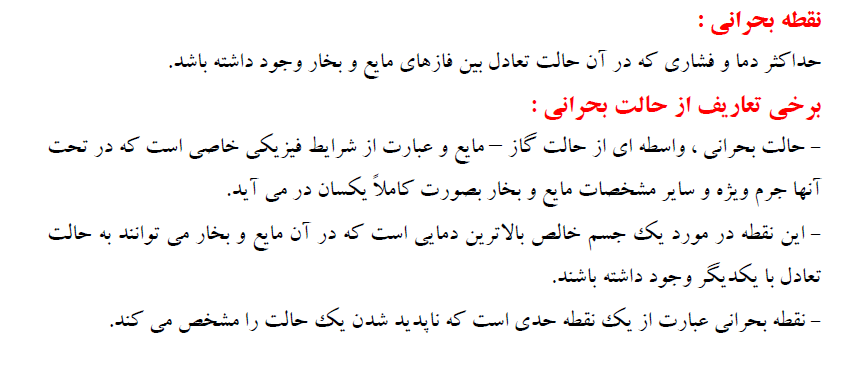 نقطه بحرانی :
حداکثر دما و فشاری که در آن حالت تعادل بین فازهای مایع و بخار وجود داشته باشد.
برخی تعاریف از حالت بحرانی :
- حالت بحرانی ، واسطه ای از حالت گاز – مایع و عبارت از شرایط فیزیکی خاصی است که در تحت
آنها جرم ویژه و سایر مشخصات مایع و بخار بصورت کاملاً یکسان در می آید.
- این نقطه در مورد یک جسم خالص بالاترین دمایی است که در آن مایع و بخار می توانند به حالت
تعادل با یکدیگر وجود داشته باشند.
- نقطه بحرانی عبارت از یک نقطه حدی است که ناپدید شدن یک حالت را مشخص می کند.